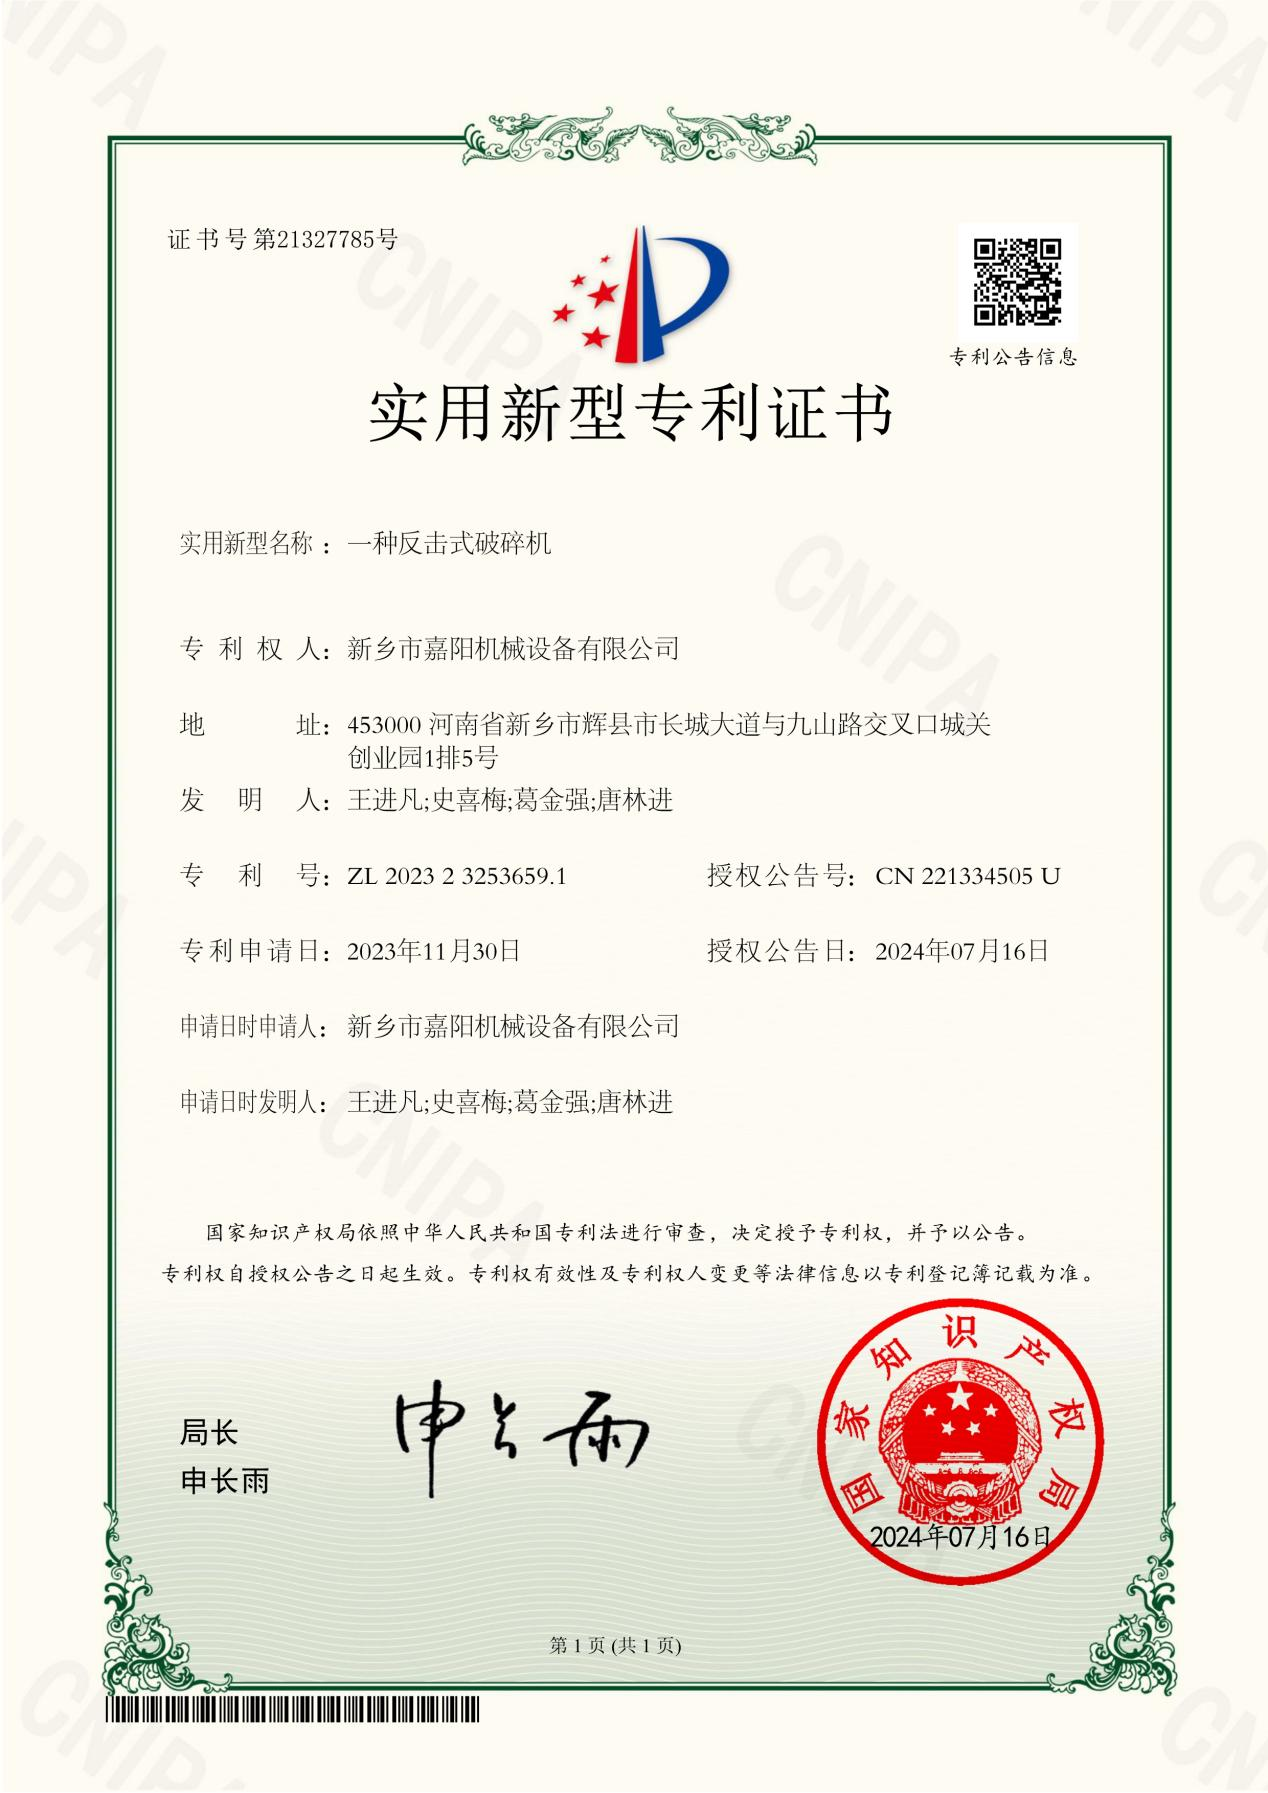 证书号第21327785号
专利公告信息
实用新型专利证书
实用新型名称：一种反击式破碎机
专利权人：新乡市嘉阳机械设备有限公司
地址：453000 河南省新乡市辉县市长城大道与九山路交叉口城关
创业园1排5号
发明人：王进凡;史喜梅;葛金强;唐林进
专利号：ZL 2023 2 3253659.1 授权公告号：CN 221334505 U
专利申请日：2023年11月30日 授权公告日：2024年07月16日
申请日时申请人：新乡市嘉阳机械设备有限公司
申请日时发明人：王进凡;史喜梅;葛金强;唐林进
国家知识产权局依照中华人民共和国专利法进行审查，决定授予专利权，并予以公告。
专利权自授权公告之日起生效。专利权有效性及专利权人变更等法律信息以专利登记簿记载为准。
局长
申长雨
申长雨
国家知识产权局
2024年07月16日
第 1 页 (共 1 页)
CNIPA
CNIPA
CNIPA
CNIPA
CNIPA
CNIPA
CNIPA
CNIPA
CNIPA
CNIPA